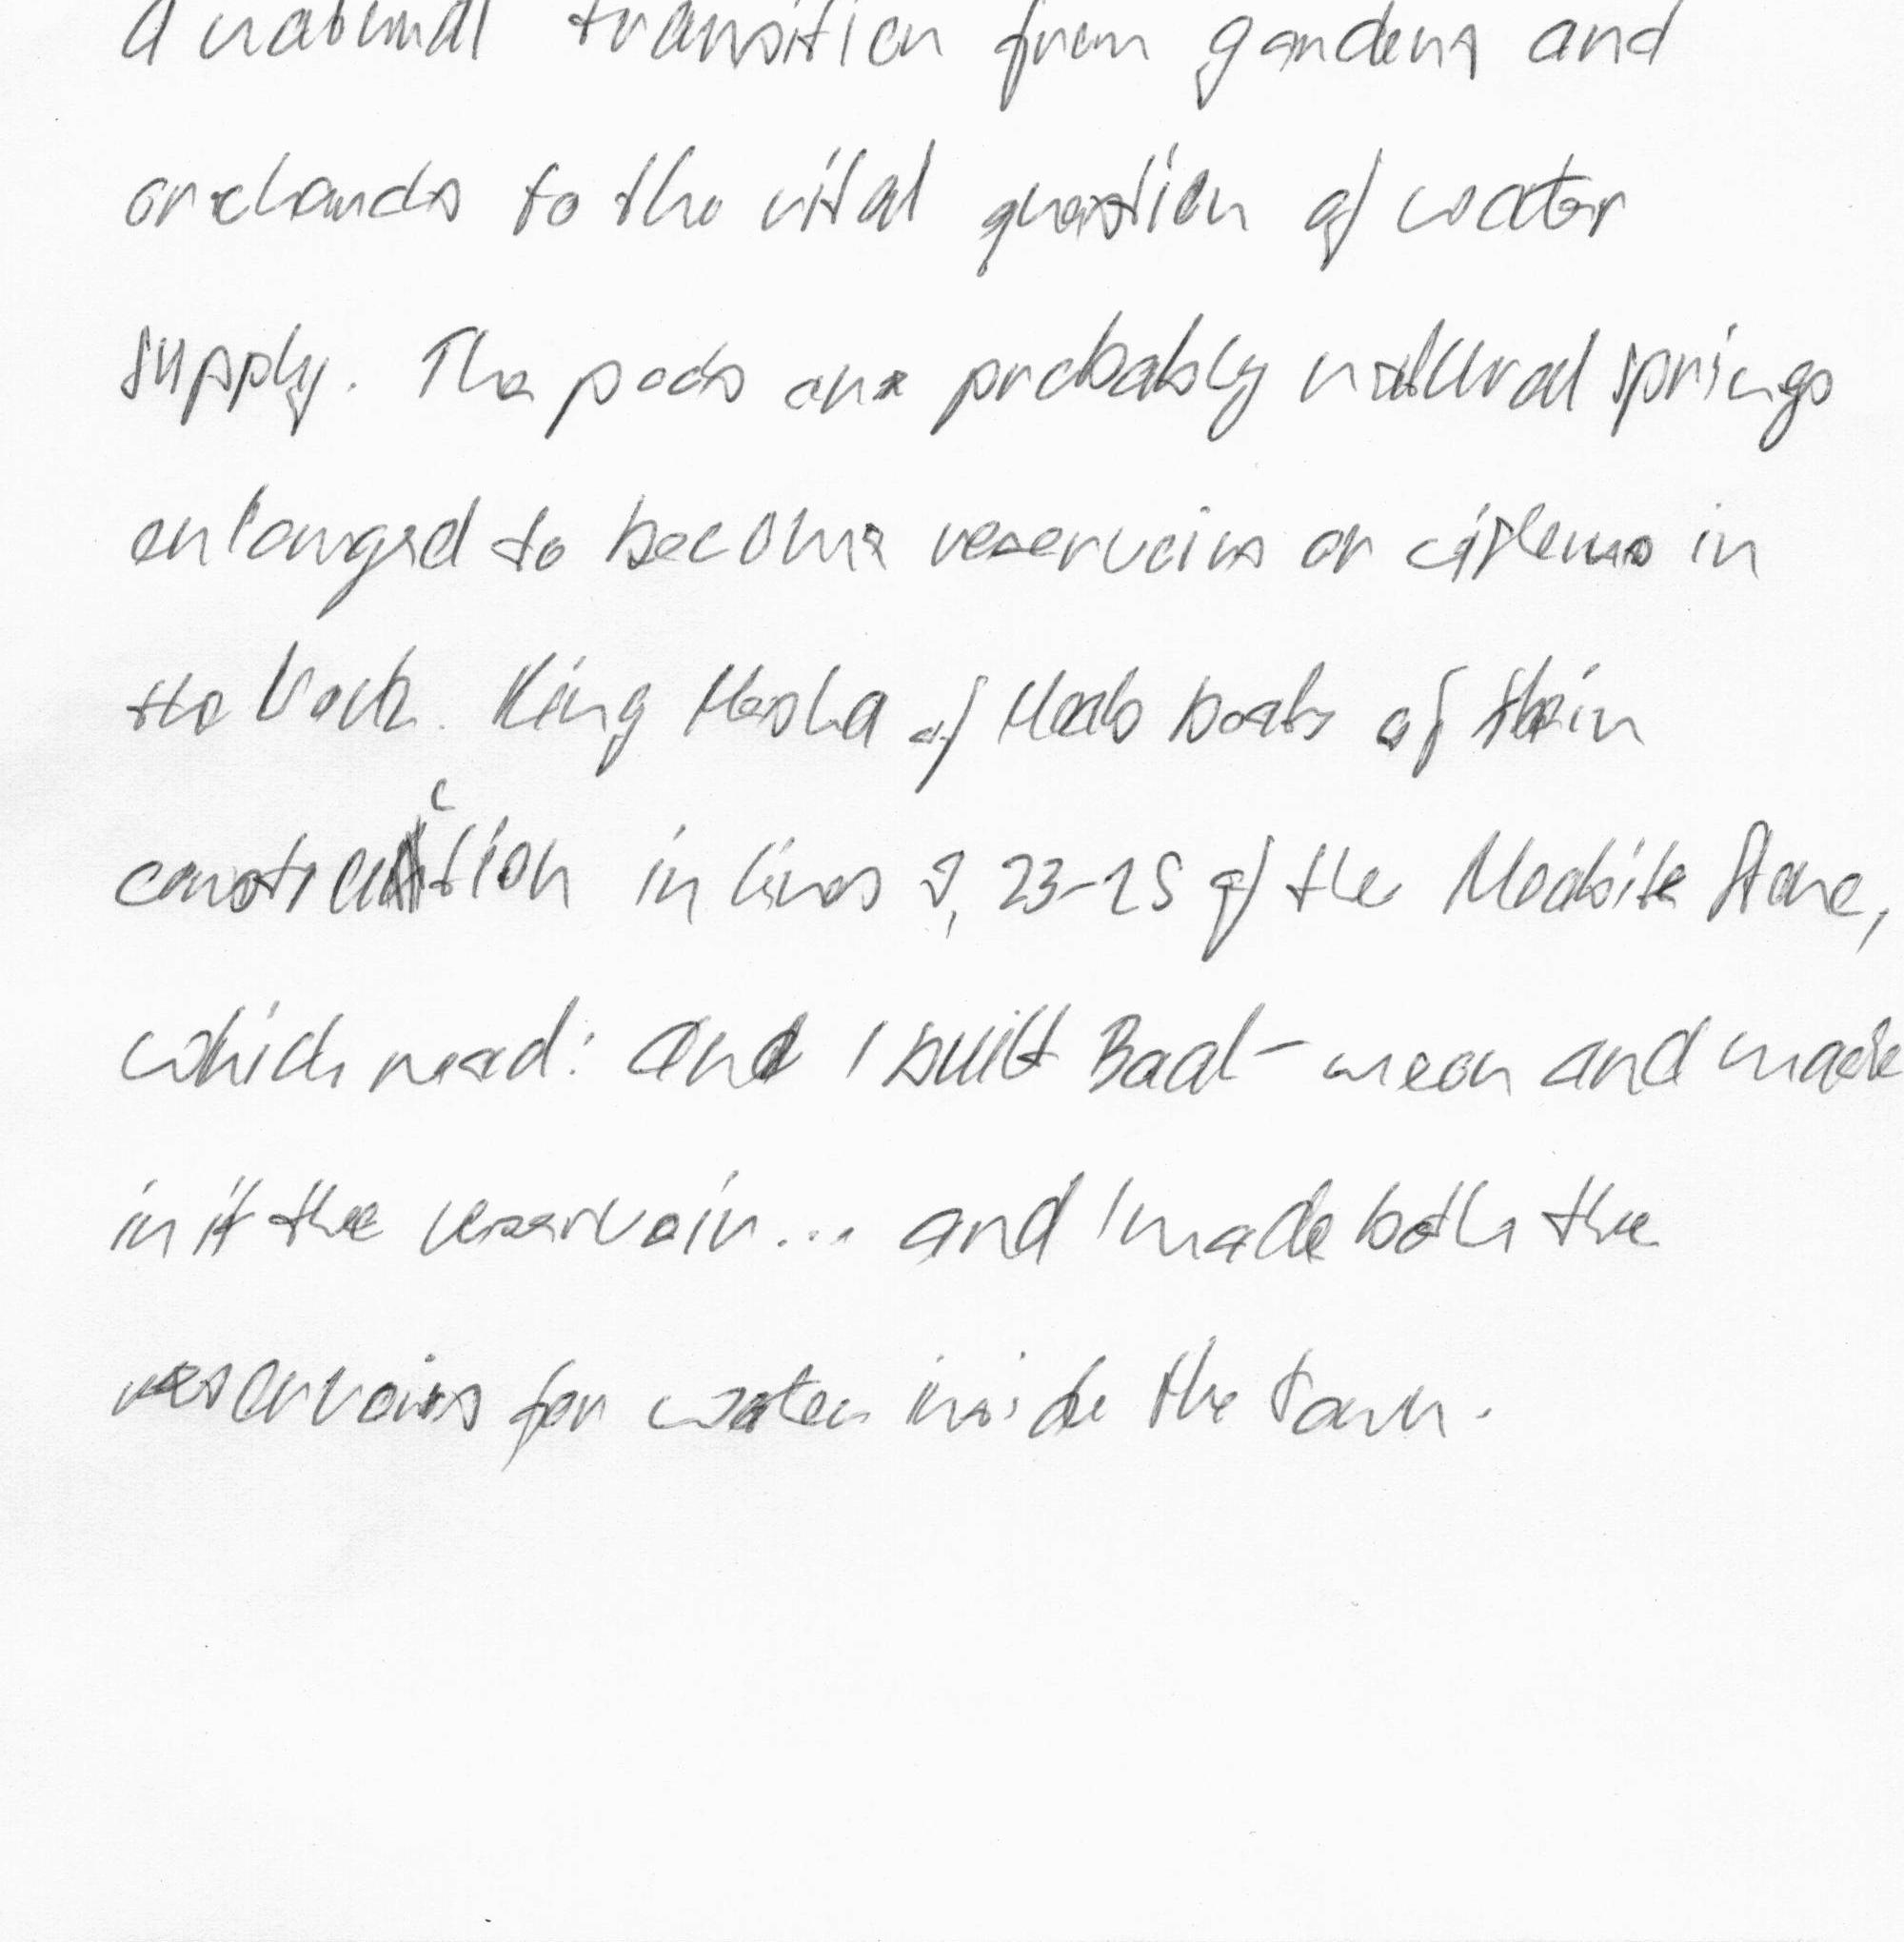 A natural transition from gardens and
orchards to the vital question of water
supply. The pools are probably natural springs
enlarged to become reservoirs or cisterns in
the rock. King Mesha of Moab boasts of their
construction in lines 9, 23-25 of the Moabite Stone,
which read: and I built Baal-meon and made
in it the reservoir... and I made both the
reservoirs for water inside the town.